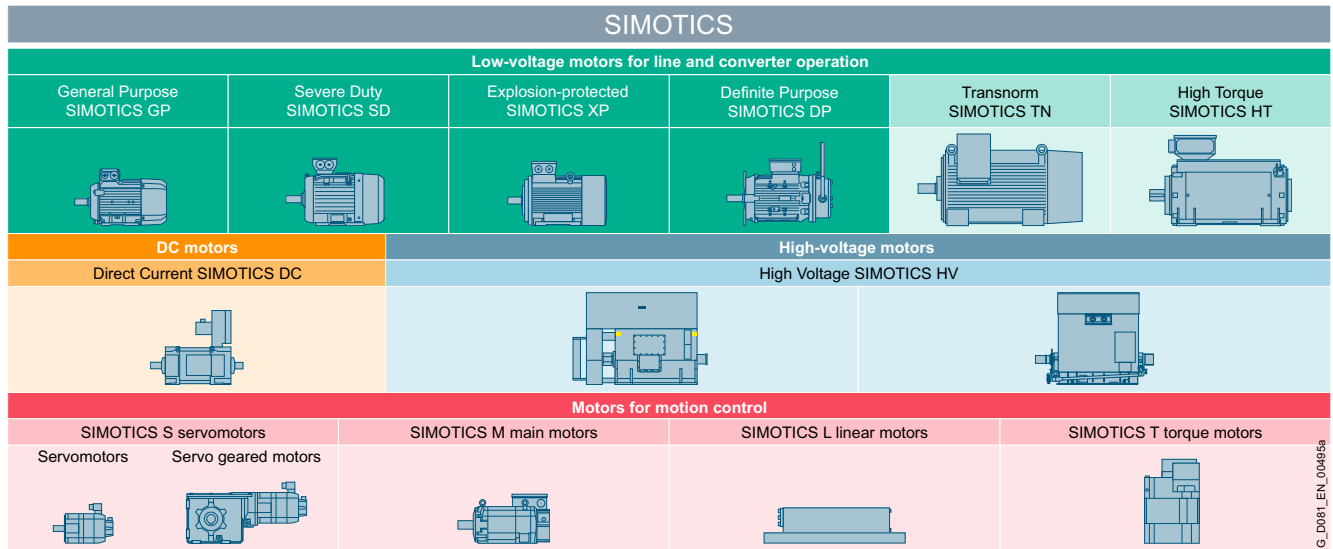 SIMOTICS
Low-voltage motors for line and converter operation
General Purpose
SIMOTICS GP
Severe Duty
SIMOTICS SD
Explosion-protected
SIMOTICS XP
Definite Purpose
SIMOTICS DP
Transnorm
SIMOTICS TN
High Torque
SIMOTICS HT
DC motors
High-voltage motors
Direct Current SIMOTICS DC
High Voltage SIMOTICS HV
Motors for motion control
SIMOTICS S servomotors
SIMOTICS M main motors
SIMOTICS L linear motors
SIMOTICS T torque motors
Servomotors
Servo geared motors
G_D081_EN_00495a